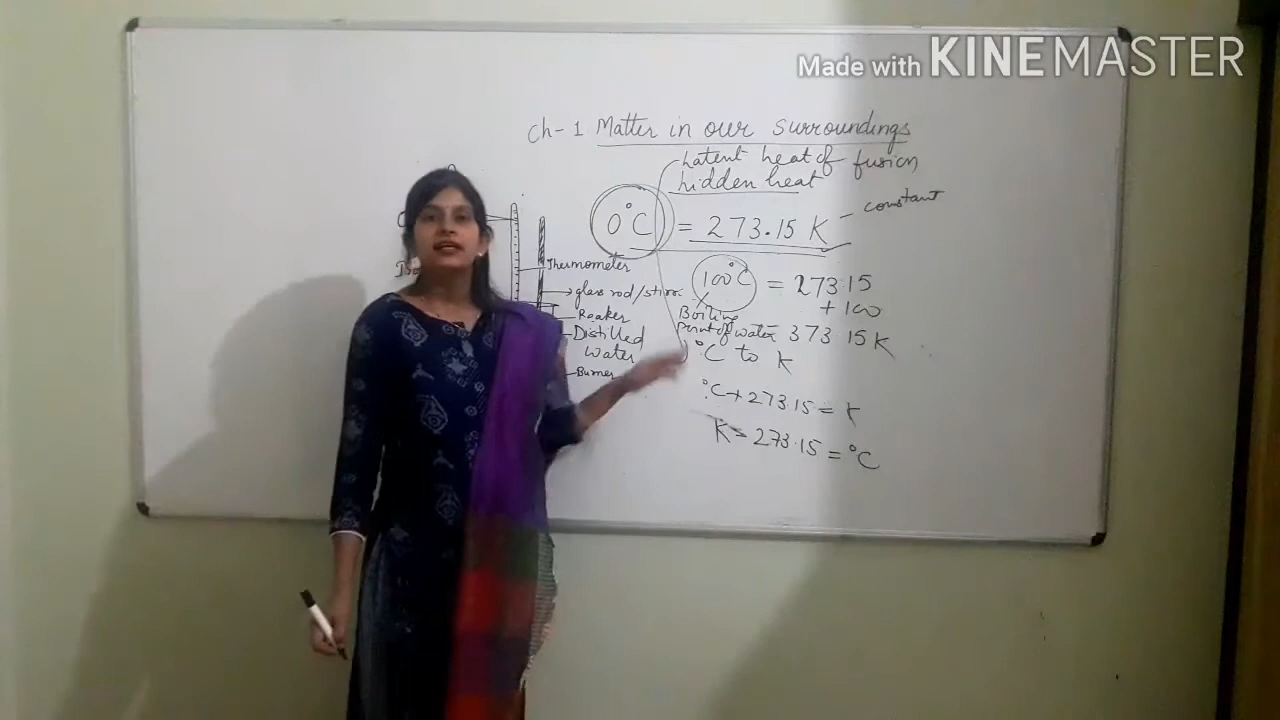 Made with KINEMASTER
Ch-1 Matter in our surroundings
Latent heat of fusion
hidden heat
0°C = 273.15 K - constant
Thermometer
glass rod/
Beaker
Distilled
water
Burner
100°C = 273.15
+ 100
Boiling
Point of water 373.15 K
°C to K
°C + 273.15 = K
K - 273.15 = °C